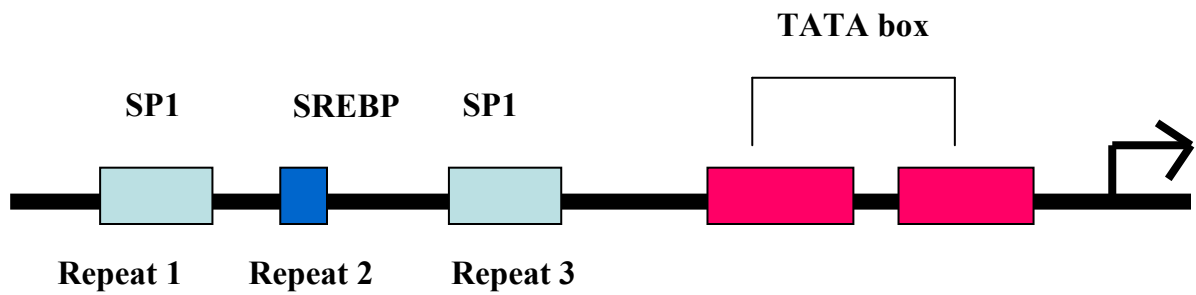 TATA box
SP1 SREBP SP1
Repeat 1 Repeat 2 Repeat 3